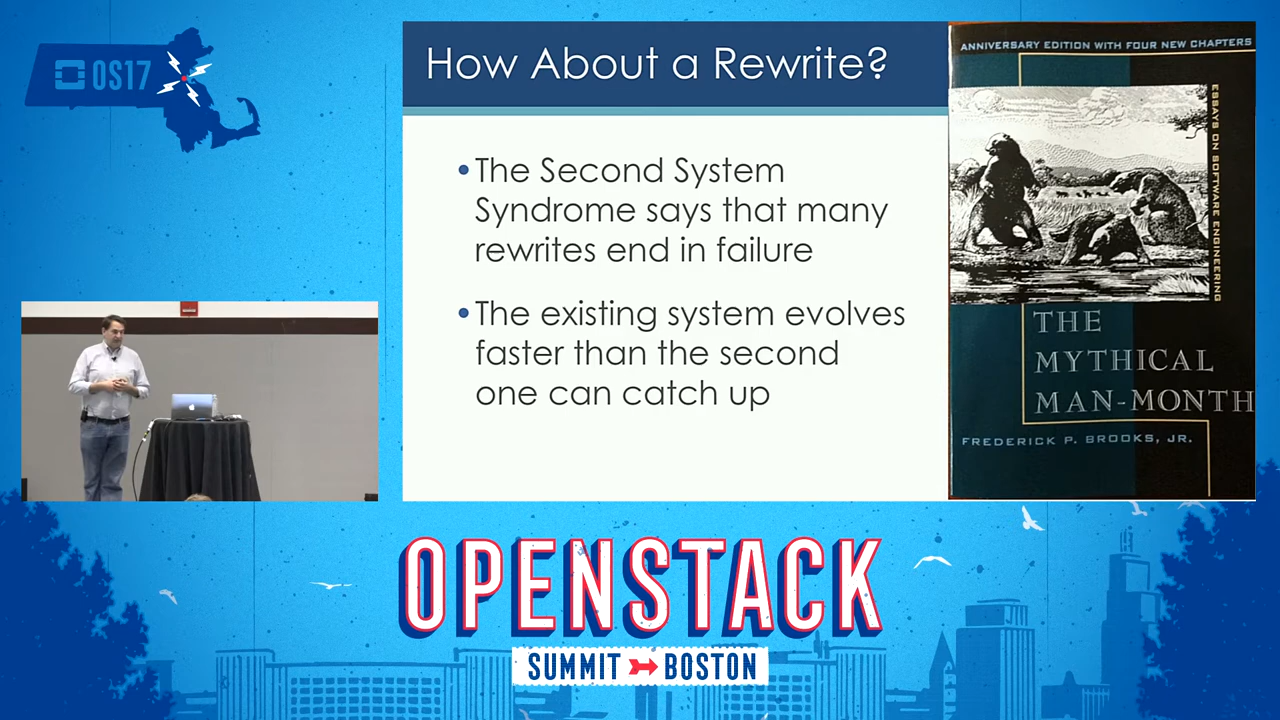 OS17
How About a Rewrite?
•The Second System
Syndrome says that many
rewrites end in failure
•The existing system evolves
faster than the second
one can catch up
ANNIVERSARY EDITION WITH FOUR NEW CHAPTERS
ESSAYS ON SOFTWARE ENGINEERING
THE
MYTHICAL
MAN-MONTH
FREDERICK P. BROOKS, JR.
OPENSTACK
SUMMIT BOSTON